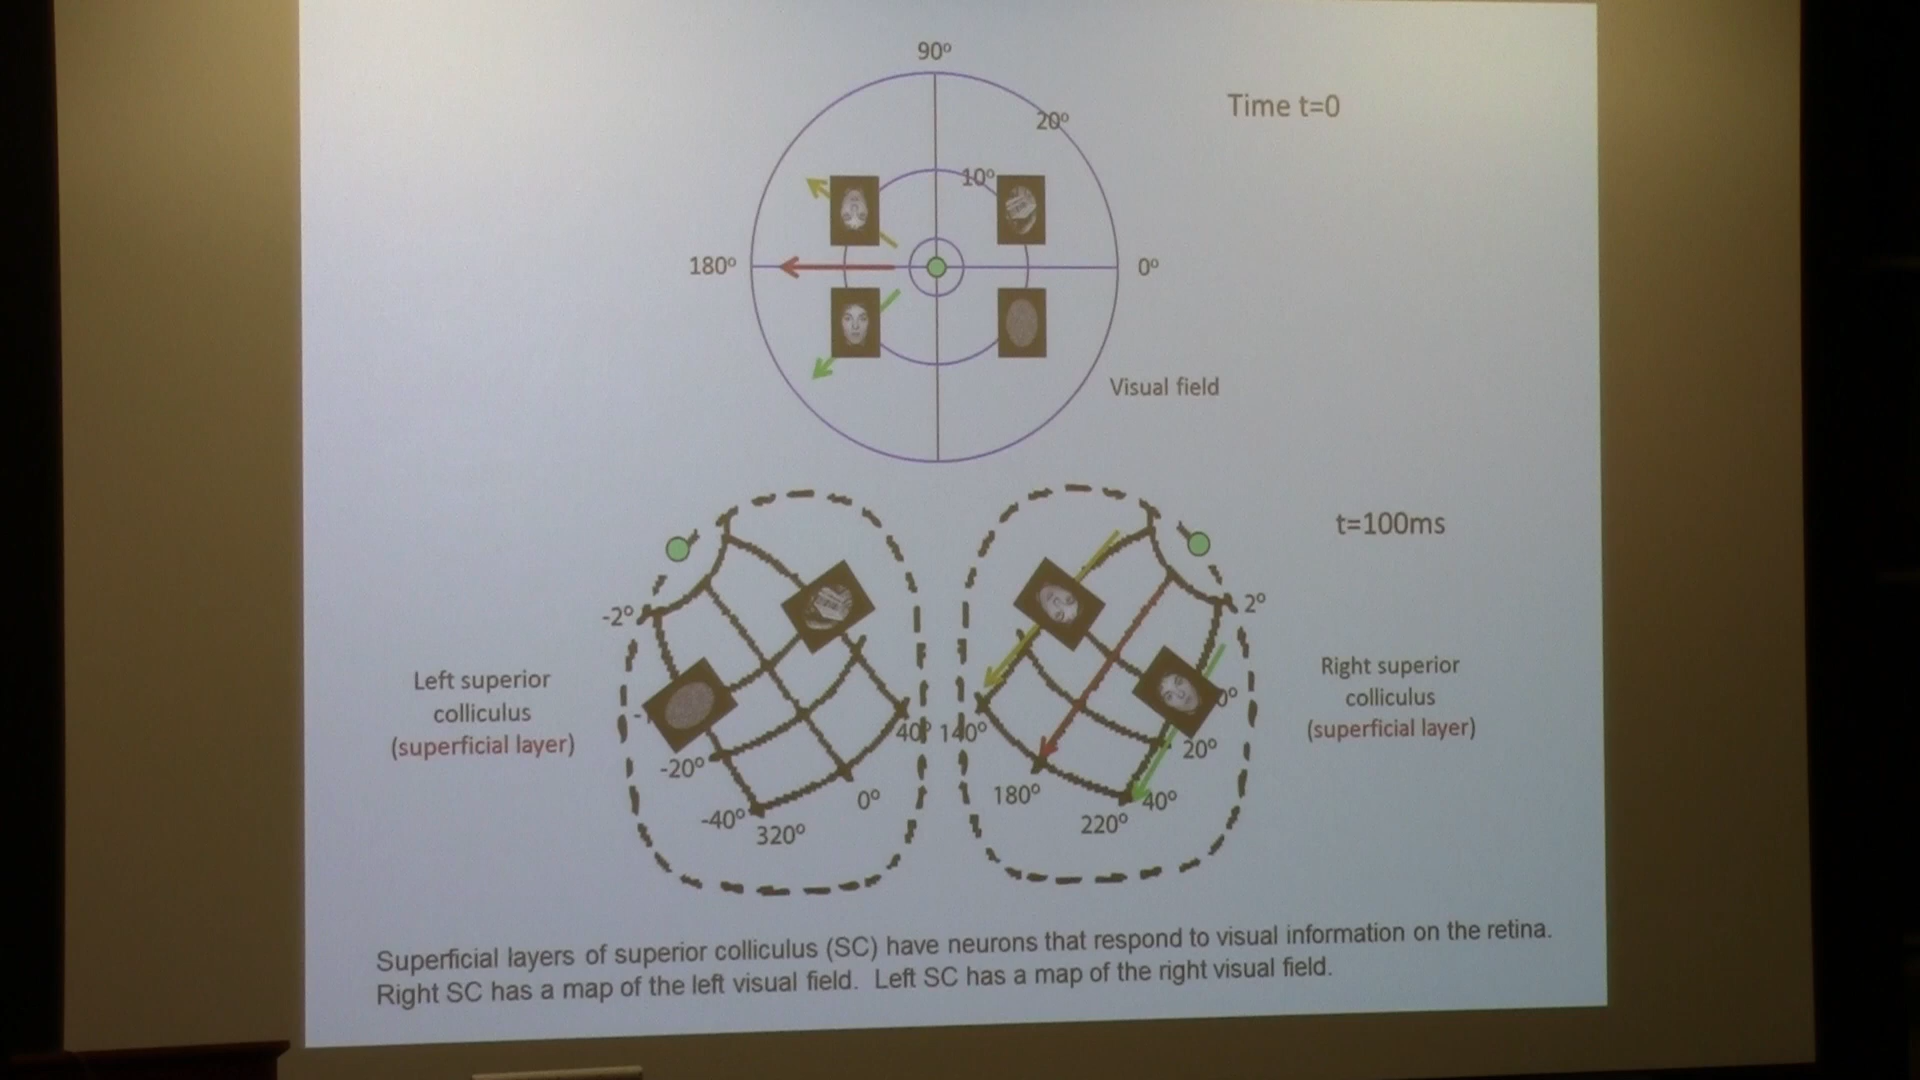 90º
Time t=0
20º
10º
180º
0º
Visual field
t=100ms
-2º
2º
Left superior
colliculus
(superficial layer)
Right superior
colliculus
(superficial layer)
0º
40º
140º
20º
-20º
180º
40º
0º
-40º
320º
220º
Superficial layers of superior colliculus (SC) have neurons that respond to visual information on the retina.
Right SC has a map of the left visual field. Left SC has a map of the right visual field.